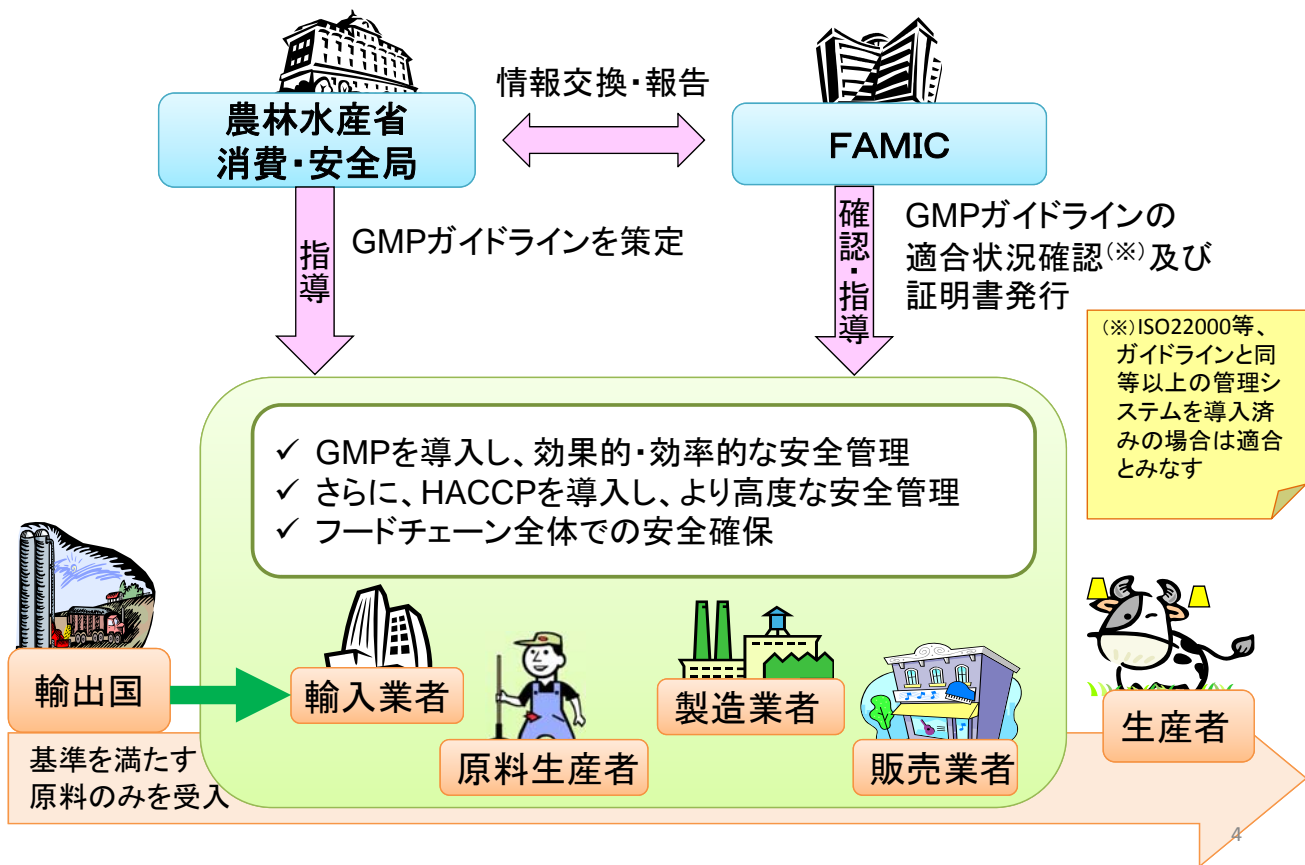 情報交換・報告
農林水産省
消費・安全局
FAMIC
指導
GMPガイドラインを策定
確認・指導
GMPガイドラインの
適合状況確認(※)及び
証明書発行
(※)ISO22000等、
ガイドラインと同
等以上の管理シ
ステムを導入済
みの場合は適合
とみなす
✓ GMPを導入し、効果的・効率的な安全管理
✓ さらに、HACCPを導入し、より高度な安全管理
✓ フードチェーン全体での安全確保
輸出国
輸入業者
原料生産者
製造業者
販売業者
生産者
基準を満たす
原料のみを受入
4